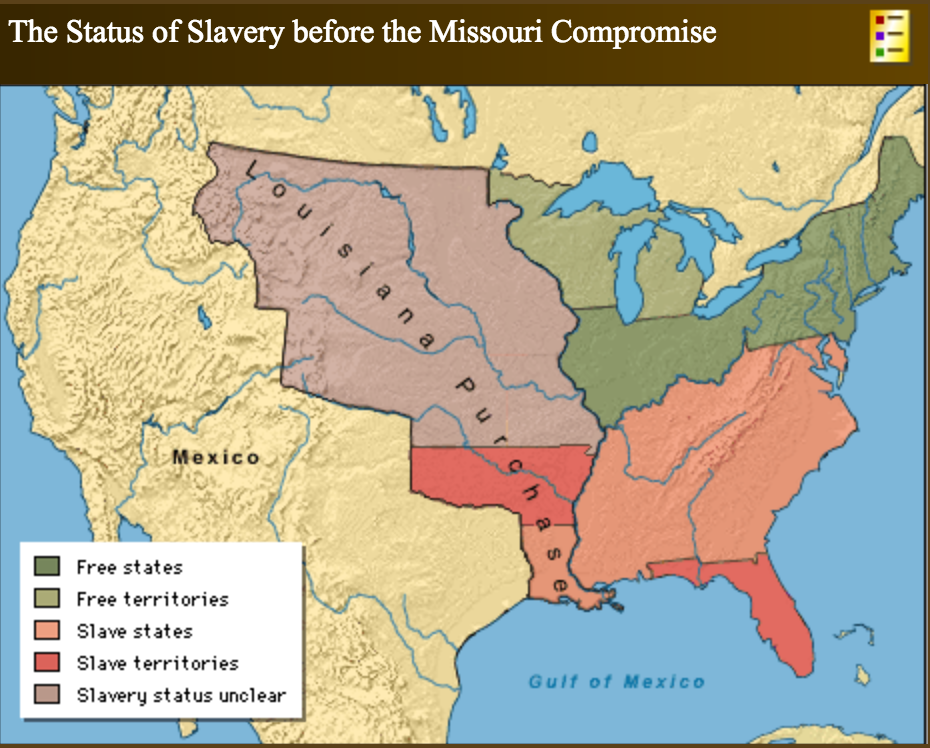 The Status of Slavery before the Missouri Compromise
Louisiana Purchase
Mexico
Free states
Free territories
Slave states
Slave territories
Slavery status unclear
Gulf of Mexico